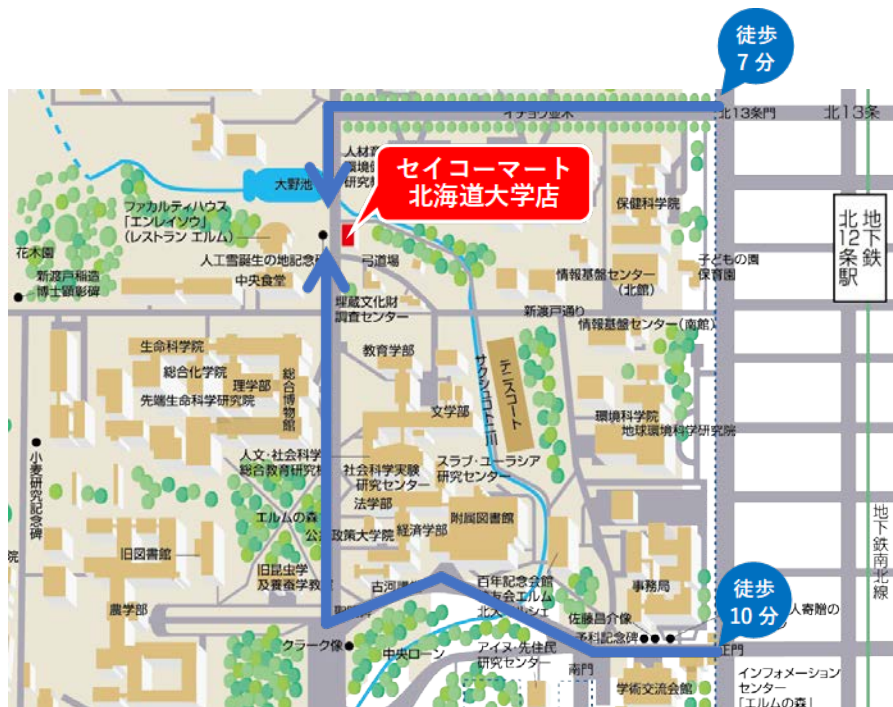 徒歩
7分
イチョウ並木
北13条門
北13条
人材育
環境健
研究教
セイコーマート
北海道大学店
大野池
保健科学院
ファカルティハウス
「エンレイソウ」
(レストラン エルム)
地下鉄
北12条駅
花木園
人工雪誕生の地記念碑
弓道場
子どもの園
保育園
新渡戸稲造
博士顕彰碑
中央食堂
情報基盤センター
(北館)
埋蔵文化財
調査センター
新渡戸通り
情報基盤センター(南館)
生命科学院
教育学部
総合化学院
理学部
総合博物館
先端生命科学研究院
サクシュコトニ川
テニスコート
文学部
環境科学院
地球環境科学研究院
小麦研究記念碑
人文・社会科学
総合教育研究棟
社会科学実験
研究センター
スラブ・ユーラシア
研究センター
法学部
エルムの森
公共政策大学院
経済学部
附属図書館
地下鉄南北線
旧図書館
院
旧昆虫学
及養蚕学教室
古河講
百年記念会館
友会エルム
北大マルシェ
事務局
徒歩
10分
農学部
佐藤昌介像
人寄贈の
予科記念碑
クラーク像
中央ローン
アイヌ・先住民
研究センター
正門
南門
学術交流会館
インフォメーション
センター
「エルムの森」